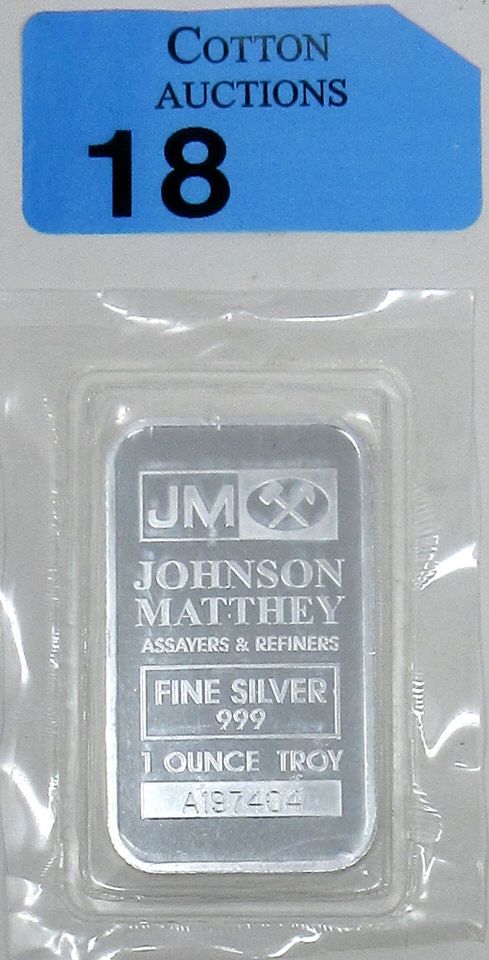 COTTON
AUCTIONS
18
JM
JOHNSON
MATTHEY
ASSAYERS & REFINERS
FINE SILVER
999
1 OUNCE TROY
A197404